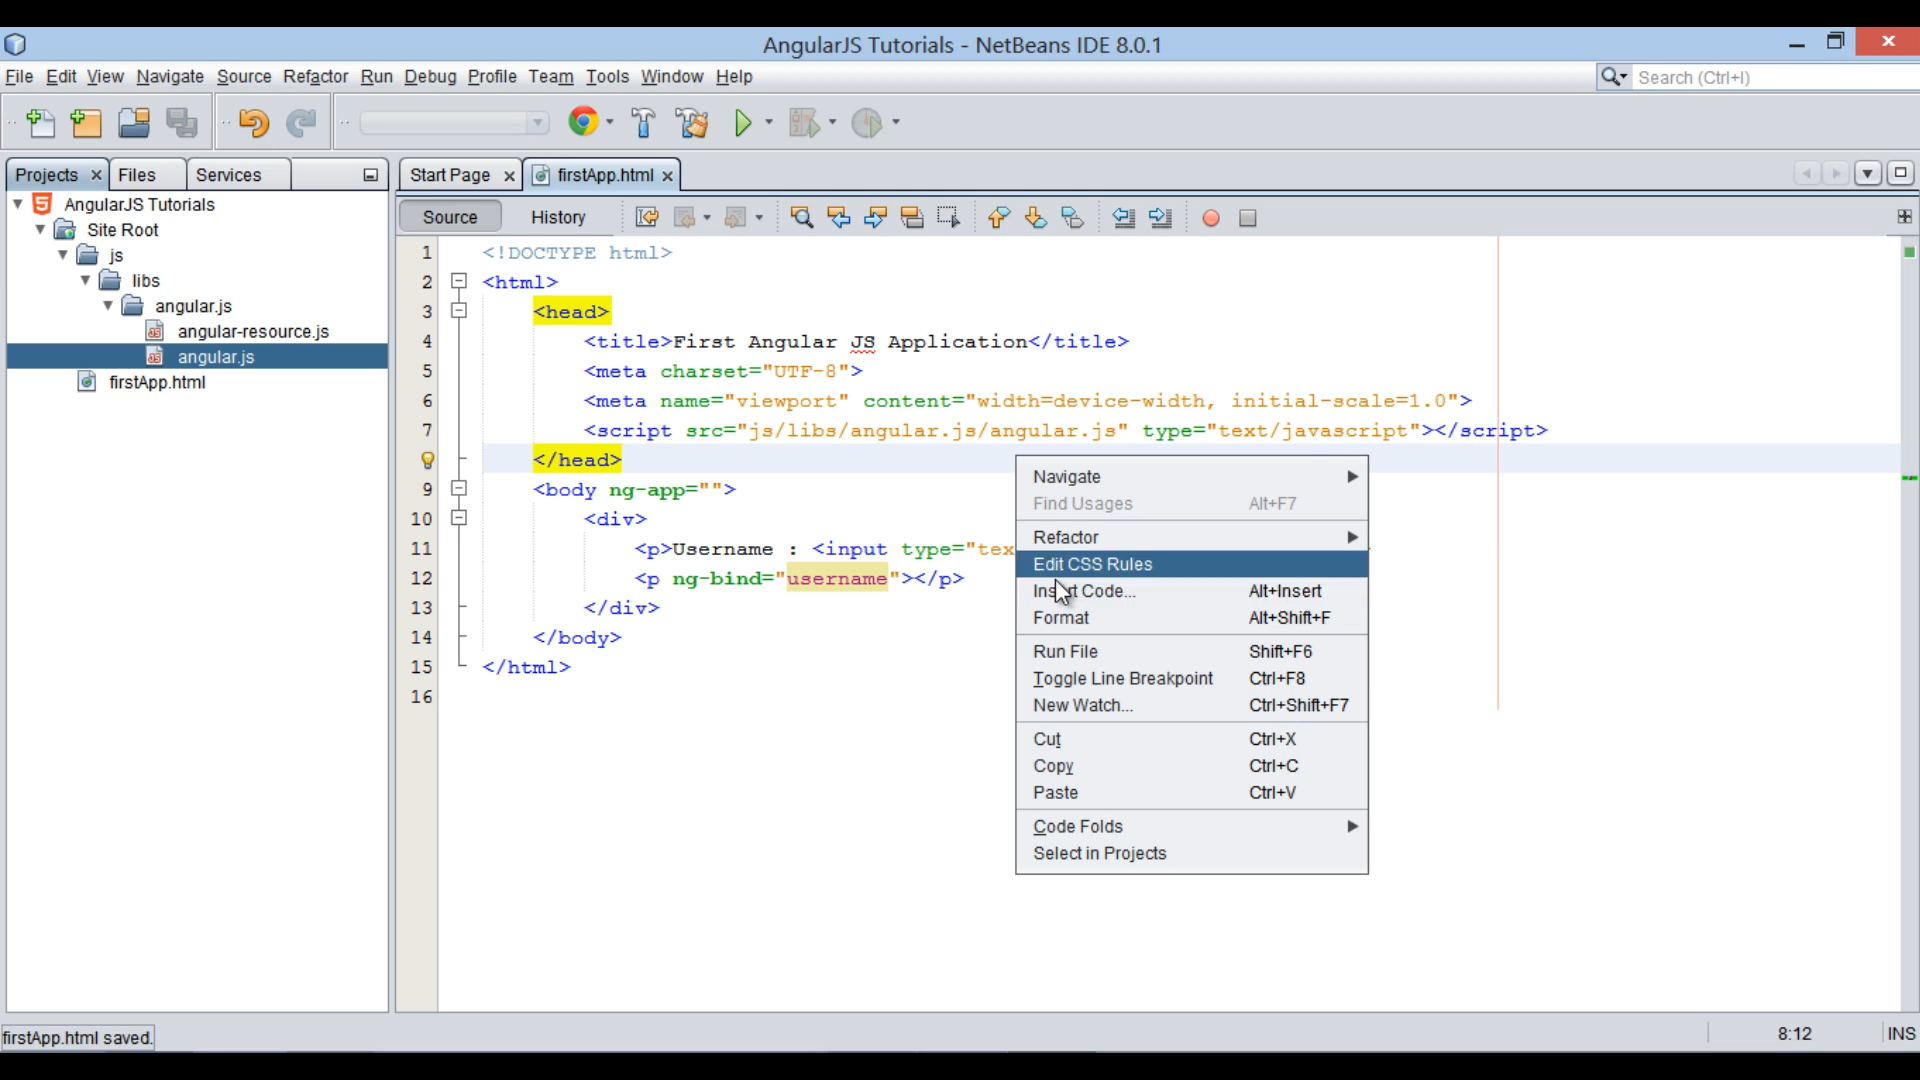 AngularJS Tutorials - NetBeans IDE 8.0.1
File Edit View Navigate Source Refactor Run Debug Profile Team Tools Window Help
Search (Ctrl+I)
Projects Files Services
Start Page firstApp.html
AngularJS Tutorials
Site Root
js
libs
angular.js
angular-resource.js
angular.js
firstApp.html
Source History
1 <!DOCTYPE html>
2 <html>
3 <head>
4 <title>First Angular JS Application</title>
5 <meta charset="UTF-8">
6 <meta name="viewport" content="width=device-width, initial-scale=1.0">
7 <script src="js/libs/angular.js/angular.js" type="text/javascript"></script>
</head>
9 <body ng-app="">
10 <div>
11 <p>Username : <input type="tex
12 <p ng-bind="username"></p>
13 </div>
14 </body>
15 </html>
16
Navigate
Find Usages Alt+F7
Refactor
Edit CSS Rules
Insert Code... Alt+Insert
Format Alt+Shift+F
Run File Shift+F6
Toggle Line Breakpoint Ctrl+F8
New Watch... Ctrl+Shift+F7
Cut Ctrl+X
Copy Ctrl+C
Paste Ctrl+V
Code Folds
Select in Projects
firstApp.html saved.
8:12 INS